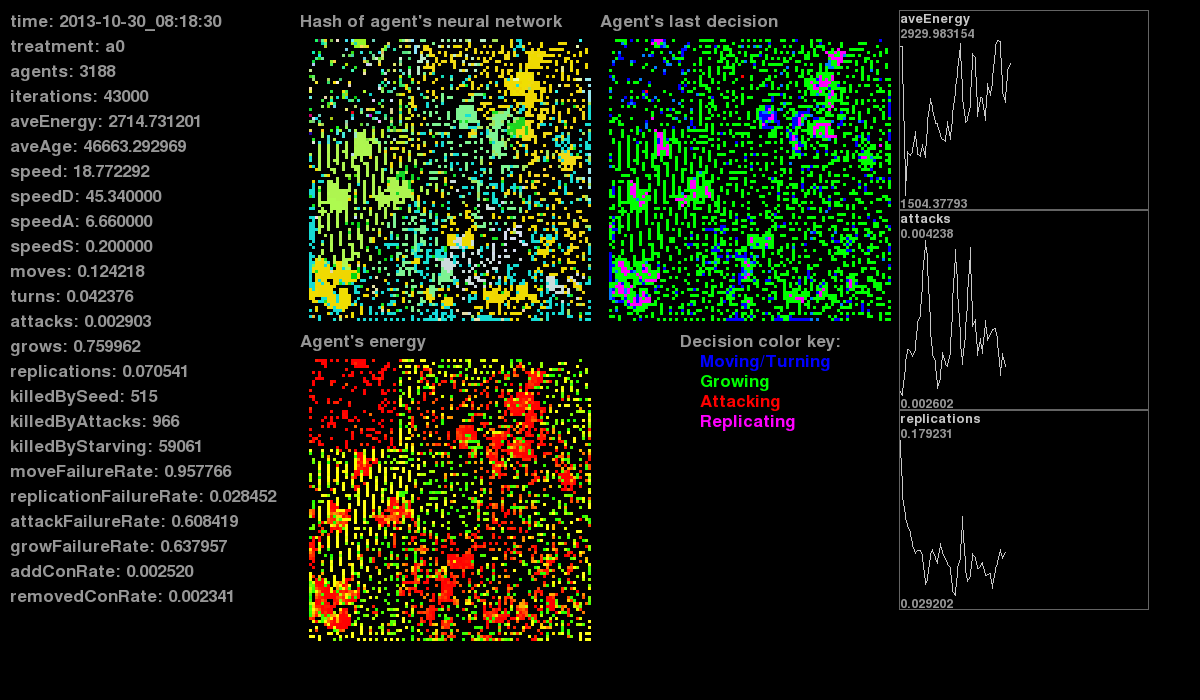 time: 2013-10-30_08:18:30
treatment: a0
agents: 3188
iterations: 43000
aveEnergy: 2714.731201
aveAge: 46663.292969
speed: 18.772292
speedD: 45.340000
speedA: 6.660000
speedS: 0.200000
moves: 0.124218
turns: 0.042376
attacks: 0.002903
grows: 0.759962
replications: 0.070541
killedBySeed: 515
killedByAttacks: 966
killedByStarving: 59061
moveFailureRate: 0.957766
replicationFailureRate: 0.028452
attackFailureRate: 0.608419
growFailureRate: 0.637957
addConRate: 0.002520
removedConRate: 0.002341
Hash of agent's neural network
Agent's last decision
Agent's energy
Decision color key:
Moving/Turning
Growing
Attacking
Replicating
aveEnergy
2929.983154
1504.37793
attacks
0.004238
0.002602
replications
0.179231
0.029202